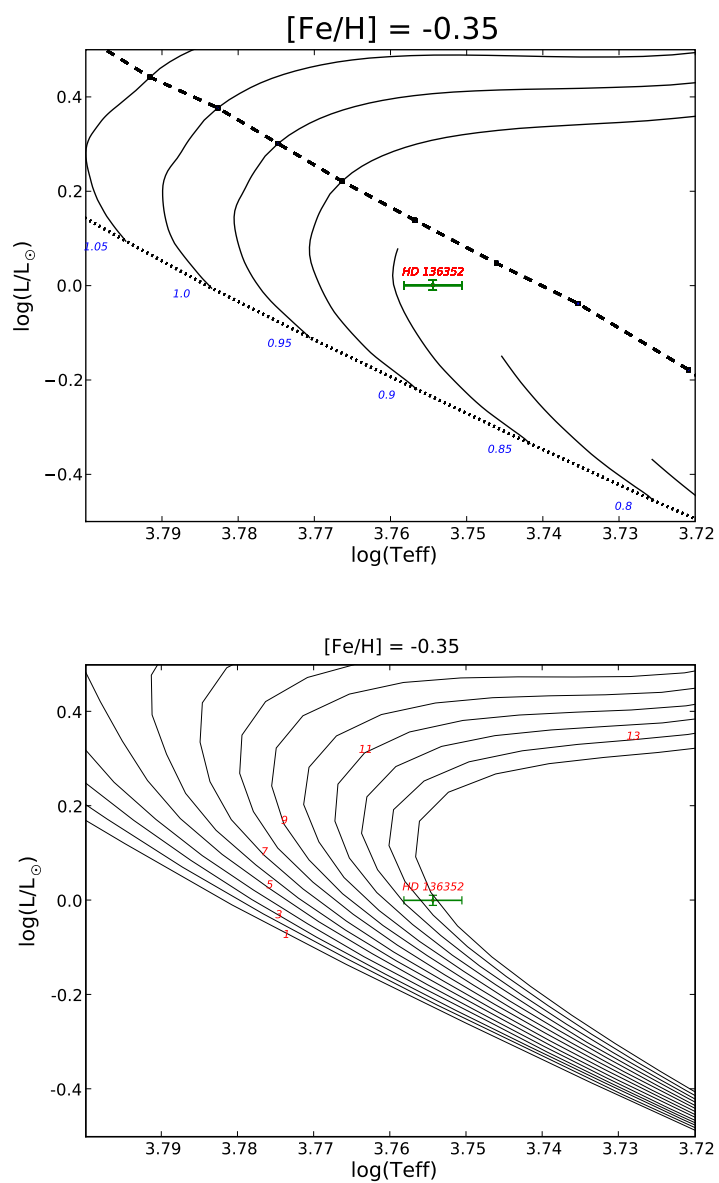 [Fe/H] = -0.35
0.4
0.2
0.0
−0.2
−0.4
log(L/L☉)
1.05
1.0
0.95
0.9
0.85
0.8
HD 136352
3.79 3.78 3.77 3.76 3.75 3.74 3.73 3.72
log(Teff)
[Fe/H] = -0.35
0.4
0.2
0.0
-0.2
-0.4
log(L/L☉)
13
11
9
7
5
3
1
HD 136352
3.79 3.78 3.77 3.76 3.75 3.74 3.73 3.72
log(Teff)